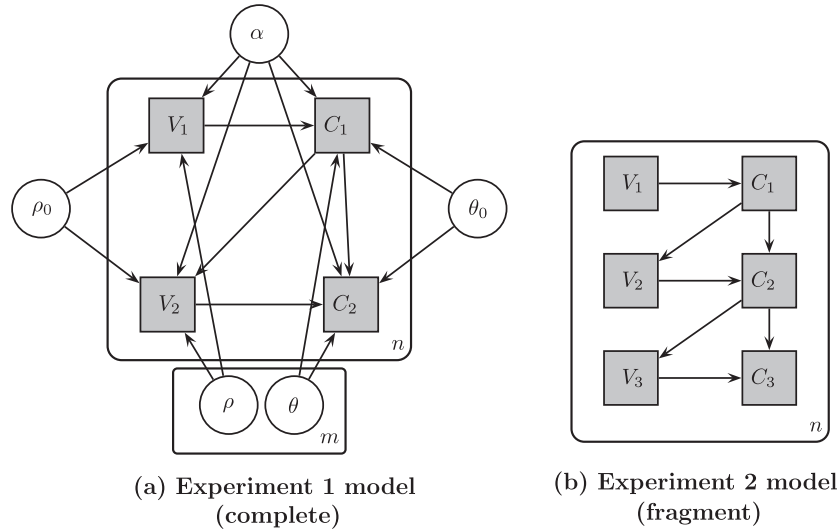 α
V₁
C₁
ρ₀
θ₀
V₂
C₂
n
ρ
θ
m
(a) Experiment 1 model
(complete)
V₁
C₁
V₂
C₂
V₃
C₃
n
(b) Experiment 2 model
(fragment)